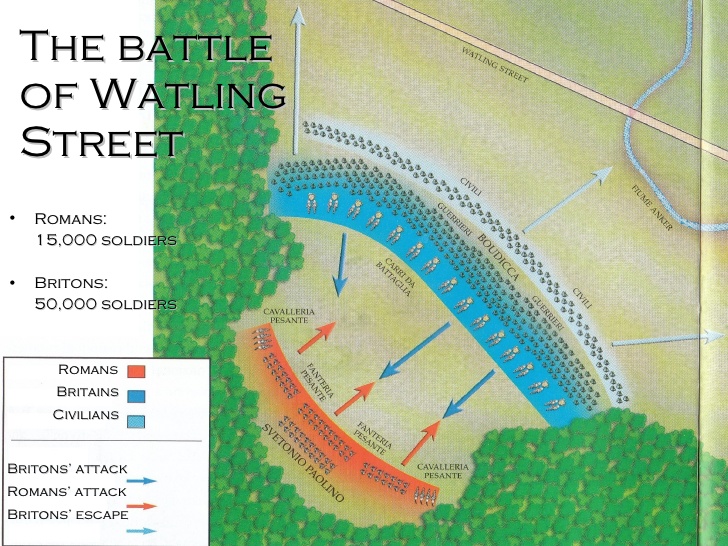 The battle
of Watling
Street
• Romans:
15,000 soldiers
• Britons:
50,000 soldiers
Romans
Britains
Civilians
Britons' attack
Romans' attack
Britons' escape
WATLING STREET
FIUME ANKER
CIVILI
GUERRIERI
BOUDICCA
GUERRIERI
CIVILI
CARRI DA
BATTAGLIA
CAVALLERIA
PESANTE
FANTERIA
PESANTE
FANTERIA
PESANTE
SVETONIO PAOLINO
CAVALLERIA
PESANTE